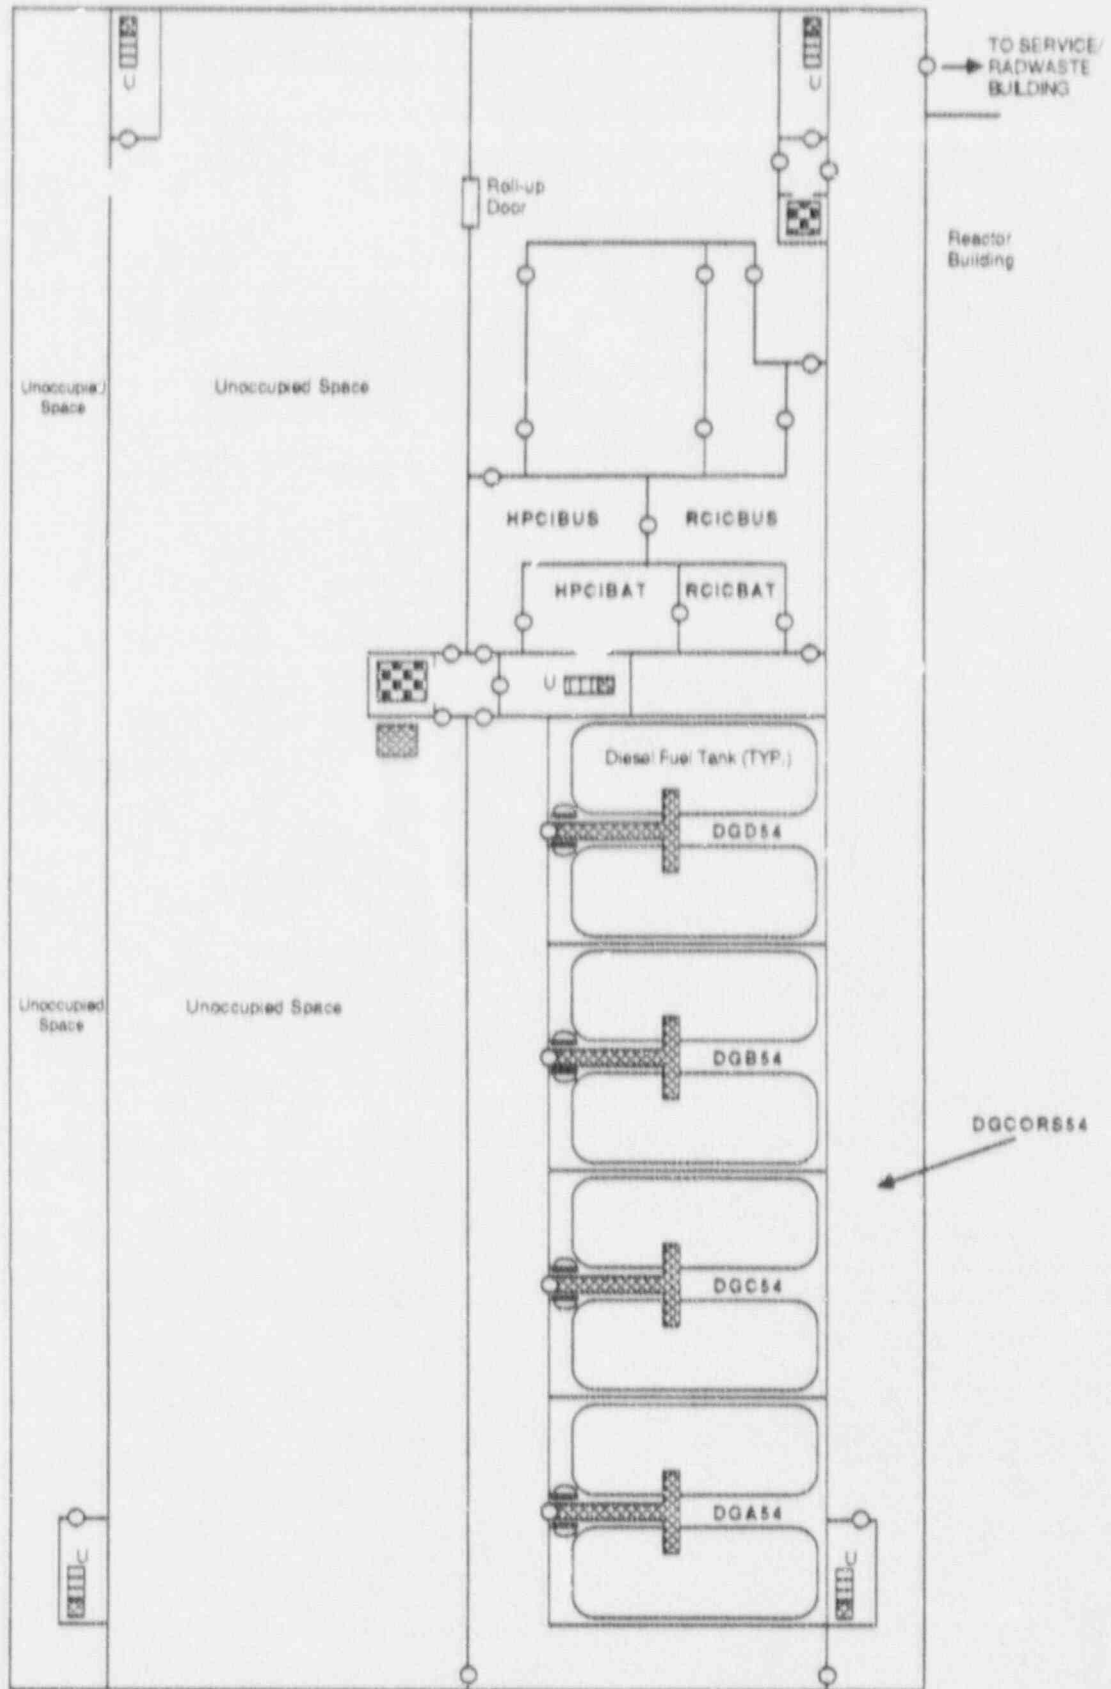 TO SERVICE/
RADWASTE
BUILDING
U
U
Roll-up
Door
Reactor
Building
Unoccupied
Space
Unoccupied Space
HPCIBUS
RCICBUS
HPCIBAT
RCICBAT
U
Diesel Fuel Tank (TYP.)
DGD54
Unoccupied
Space
Unoccupied Space
DGB54
DGCORS54
DGC54
DGA54
U
U